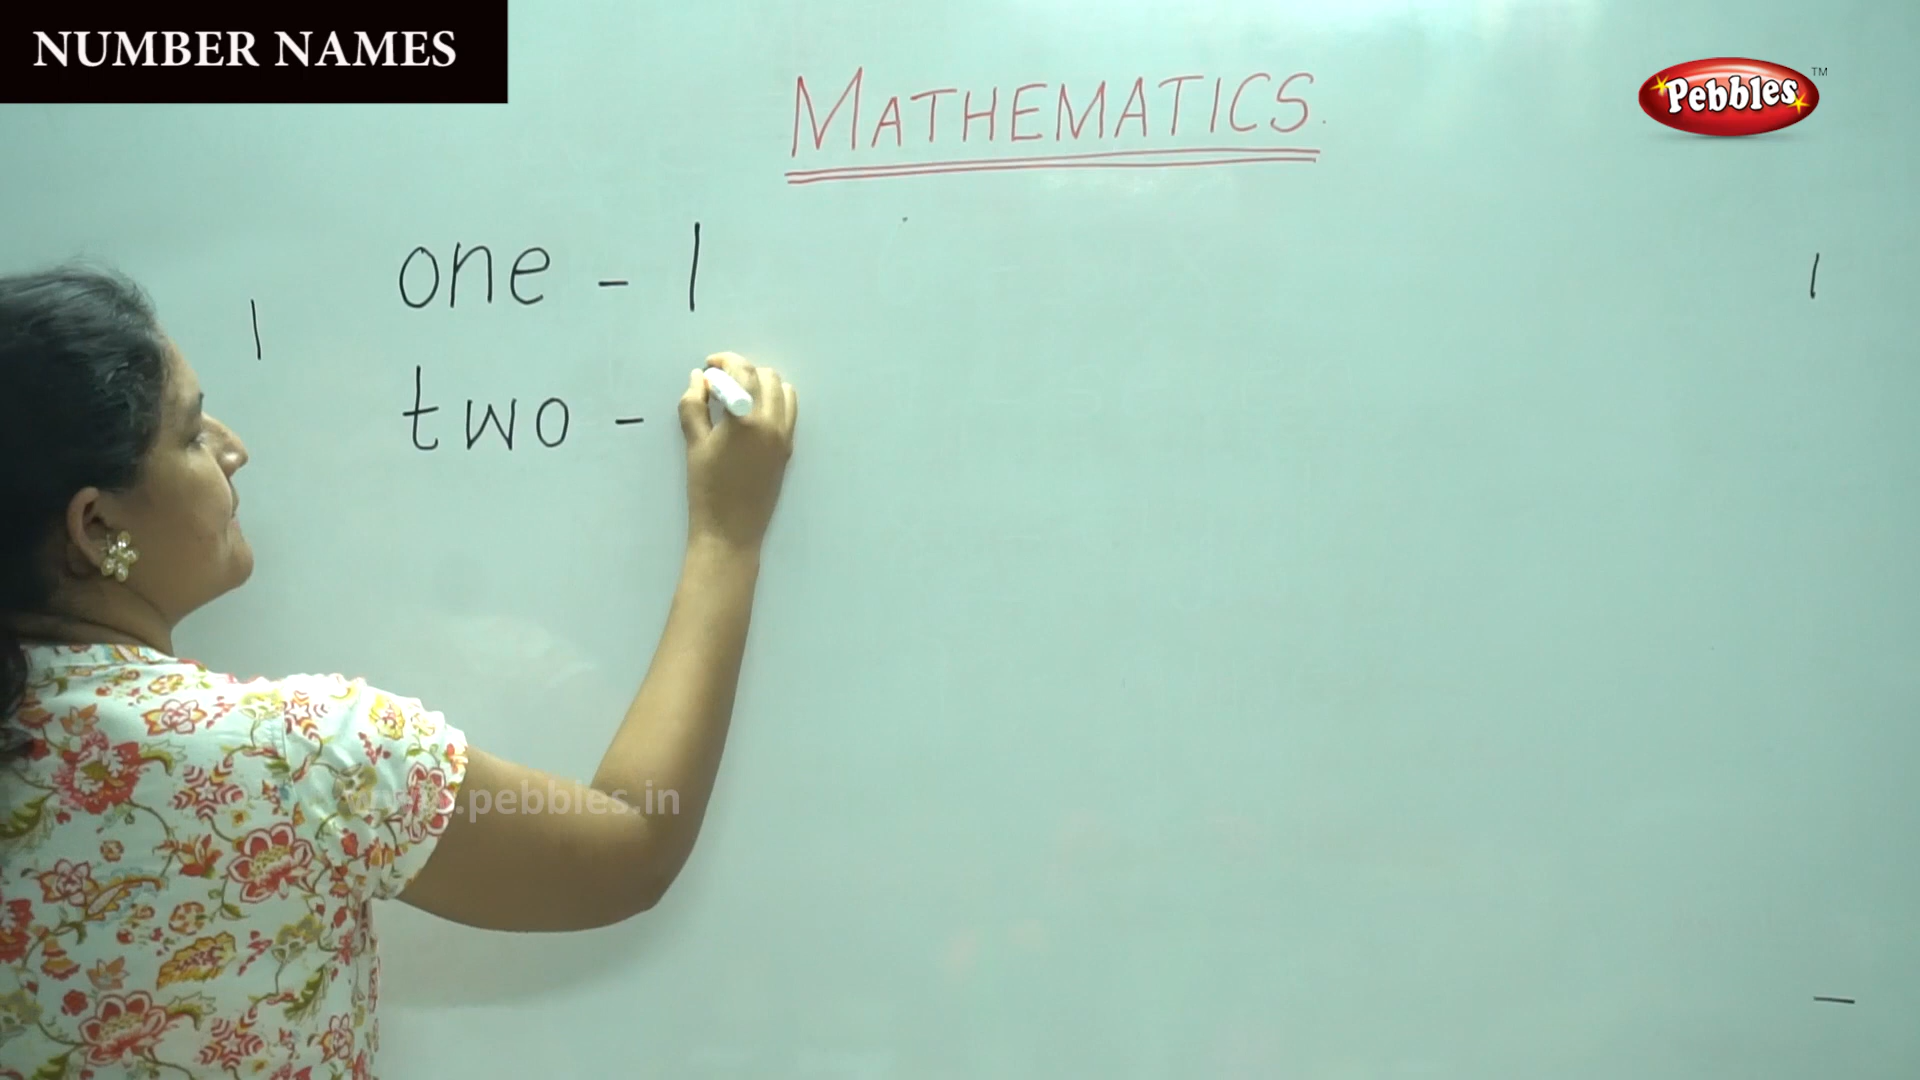 NUMBER NAMES
MATHEMATICS.
Pebbles TM
one - 1
two -
www.pebbles.in